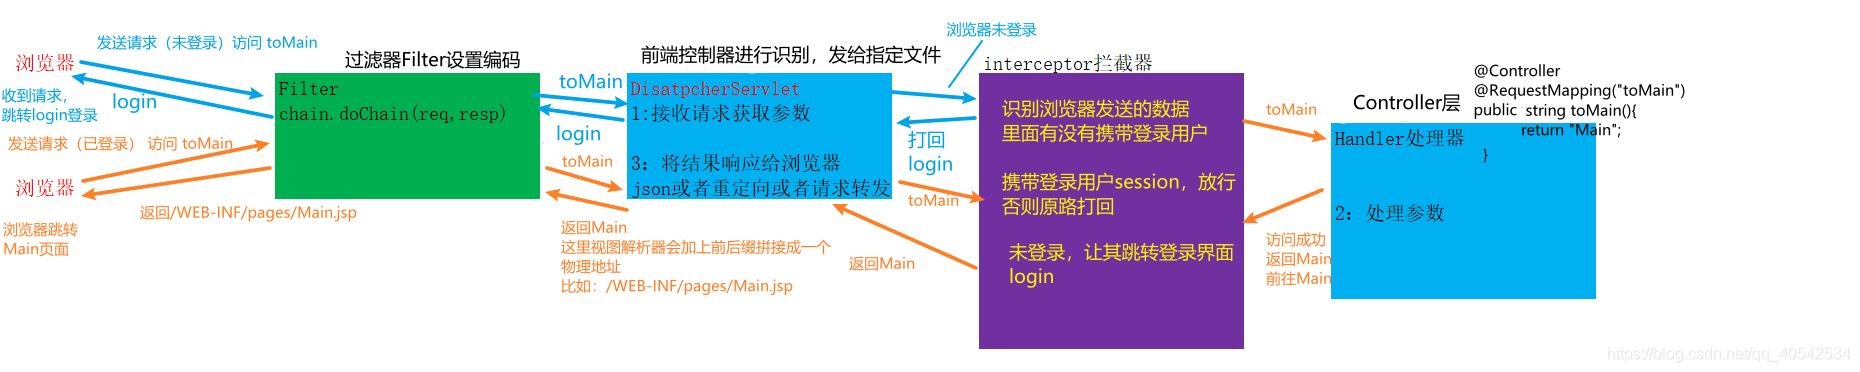 浏览器未登录
发送请求（未登录）访问 toMain
浏览器
过滤器Filter设置编码
前端控制器进行识别，发给指定文件
interceptor拦截器
@Controller
@RequestMapping("toMain")
public string toMain(){
return "Main";
}
Controller层
收到请求，
跳转login登录
login
Filter
chain.doChain(req,resp)
toMain
login
DisatpcherServlet
1:接收请求获取参数
3：将结果响应给浏览器
json或者重定向或者请求转发
打回
login
识别浏览器发送的数据
里面有没有携带登录用户
携带登录用户session，放行
否则原路打回
未登录，让其跳转登录界面
login
toMain
Handler处理器
2：处理参数
发送请求（已登录） 访问 toMain
浏览器
toMain
toMain
返回/WEB-INF/pages/Main.jsp
浏览器跳转
Main页面
返回Main
这里视图解析器会加上前后缀拼接成一个
物理地址
比如：/WEB-INF/pages/Main.jsp
返回Main
访问成功
返回Main
前往Main
https://blog.csdn.net/qq_40542534